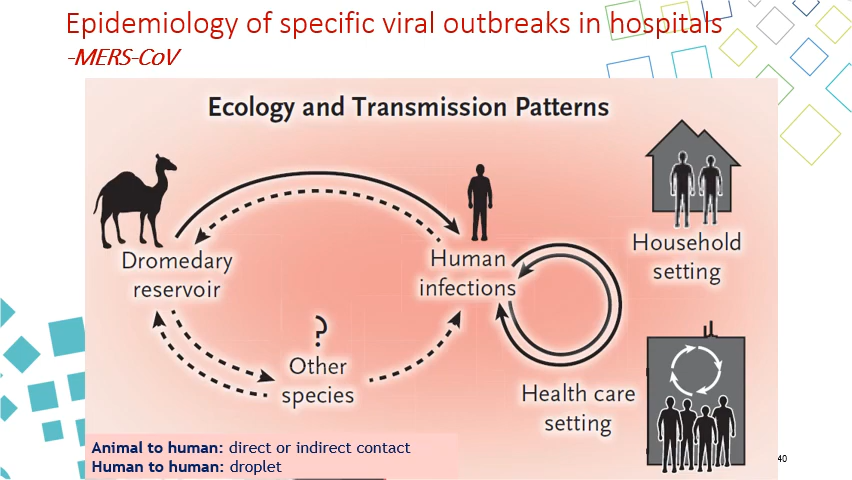 Epidemiology of specific viral outbreaks in hospitals
-MERS-CoV
Ecology and Transmission Patterns
Dromedary
reservoir
Human
infections
Household
setting
?
Other
species
Health care
setting
Animal to human: direct or indirect contact
Human to human: droplet
40